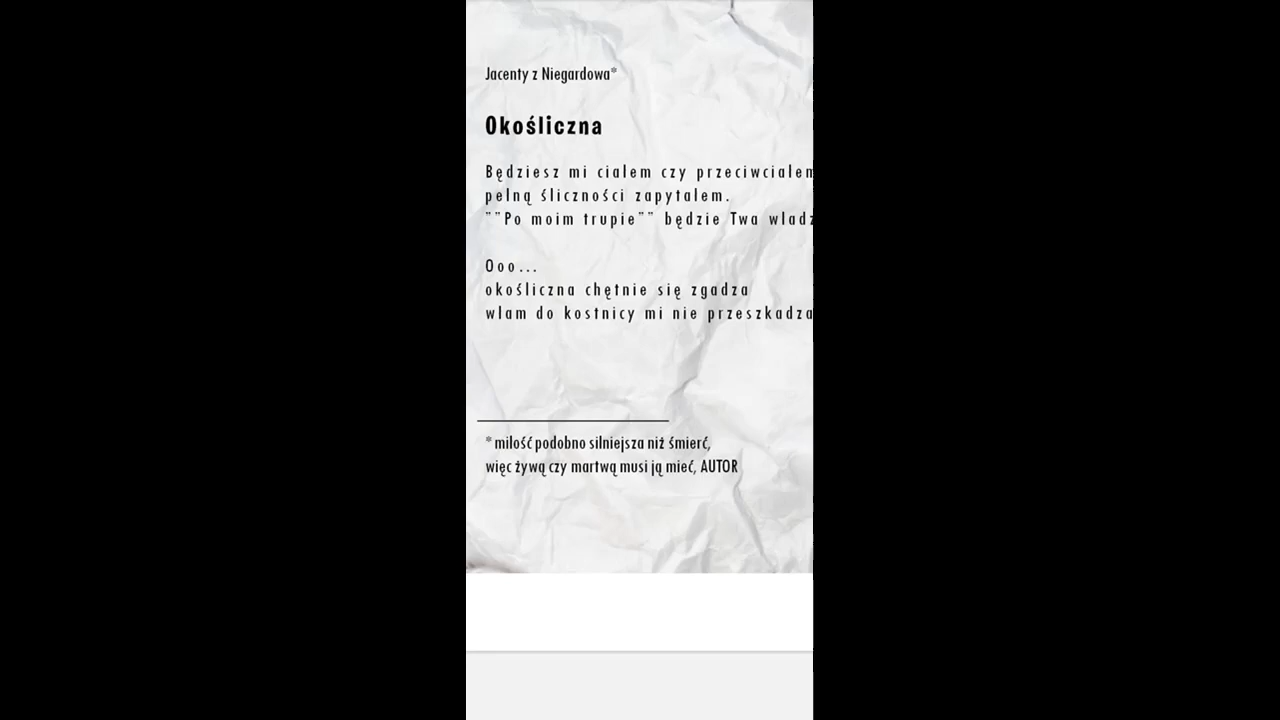 Jacenty z Niegardowa*
Okośliczna
Będziesz mi cialem czy przeciwcialem
pelną śliczności zapytalem.
""Po moim trupie"" będzie Twa wladz
Ooo...
okośliczna chętnie się zgadza
wlam do kostnicy mi nie przeszkadza
* milość podobno silniejsza niż śmierć,
więc żywą czy martwą musi ją mieć, AUTOR